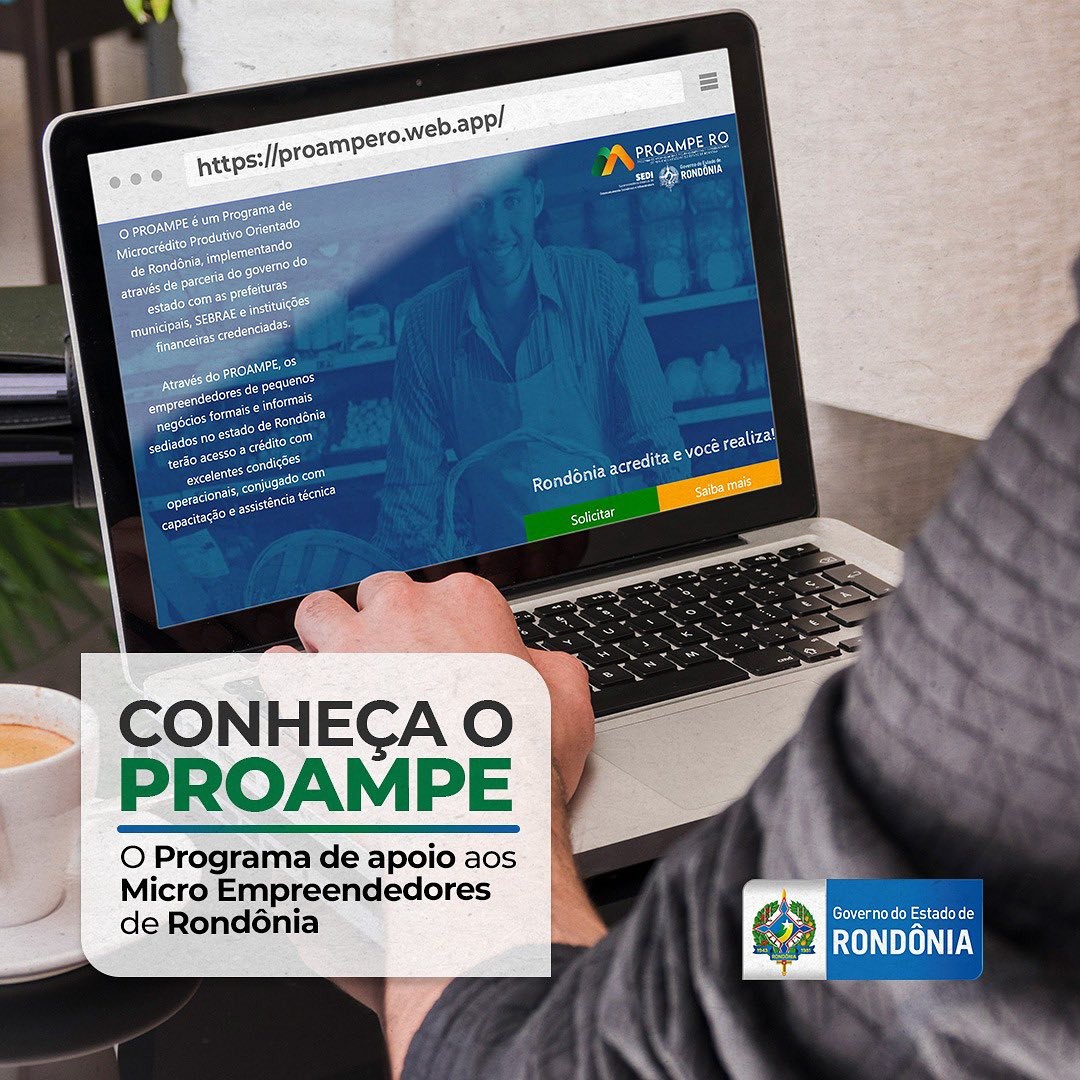 https://proampero.web.app/
PROAMPE RO
SEDI
Governo do Estado de
RONDÔNIA
O PROAMPE é um Programa de
Microcrédito Produtivo Orientado
de Rondônia, implementando
através de parceria do governo do
estado com as prefeituras
municipais, SEBRAE e instituições
financeiras credenciadas.
Através do PROAMPE, os
empreendedores de pequenos
negócios formais e informais
sediados no estado de Rondônia
terão acesso a crédito com
excelentes condições
operacionais, conjugado com
capacitação e assistência técnica
Rondônia acredita e você realiza!
Solicitar
Saiba mais
CONHEÇA O
PROAMPE
O Programa de apoio aos
Micro Empreendedores
de Rondônia
Governo do Estado de
RONDÔNIA